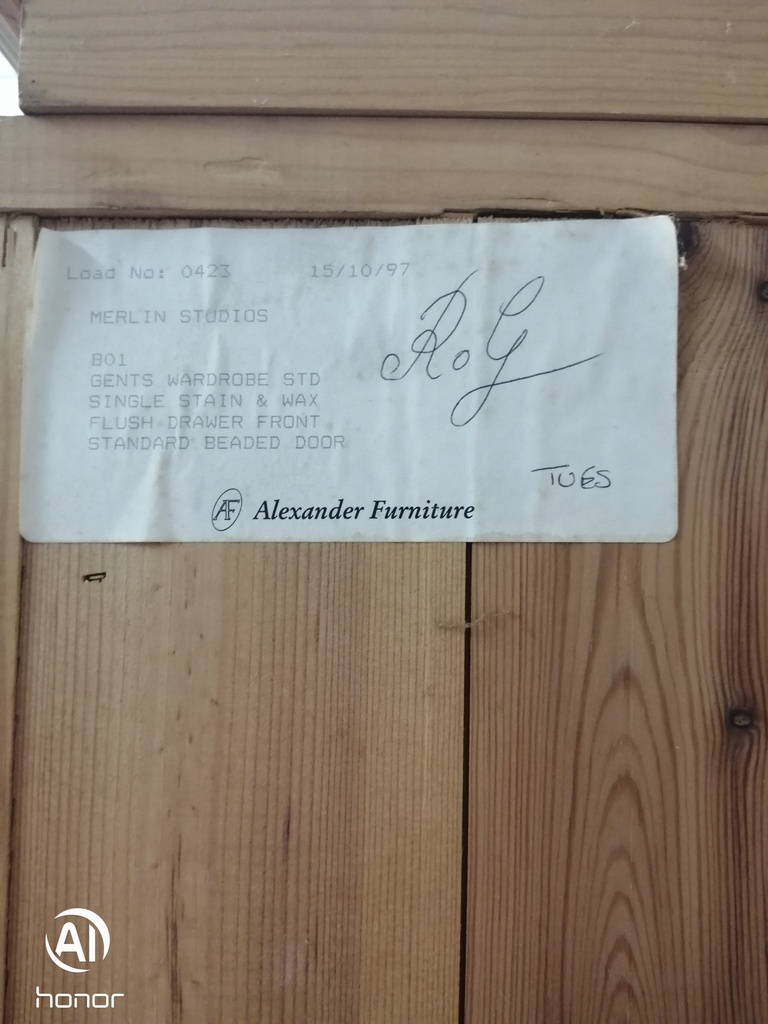 Load No: 0423 15/10/97
MERLIN STUDIOS
RoG
B01
GENTS WARDROBE STD
SINGLE STAIN & WAX
FLUSH DRAWER FRONT
STANDARD BEADED DOOR
TUES
AF Alexander Furniture
AI
honor